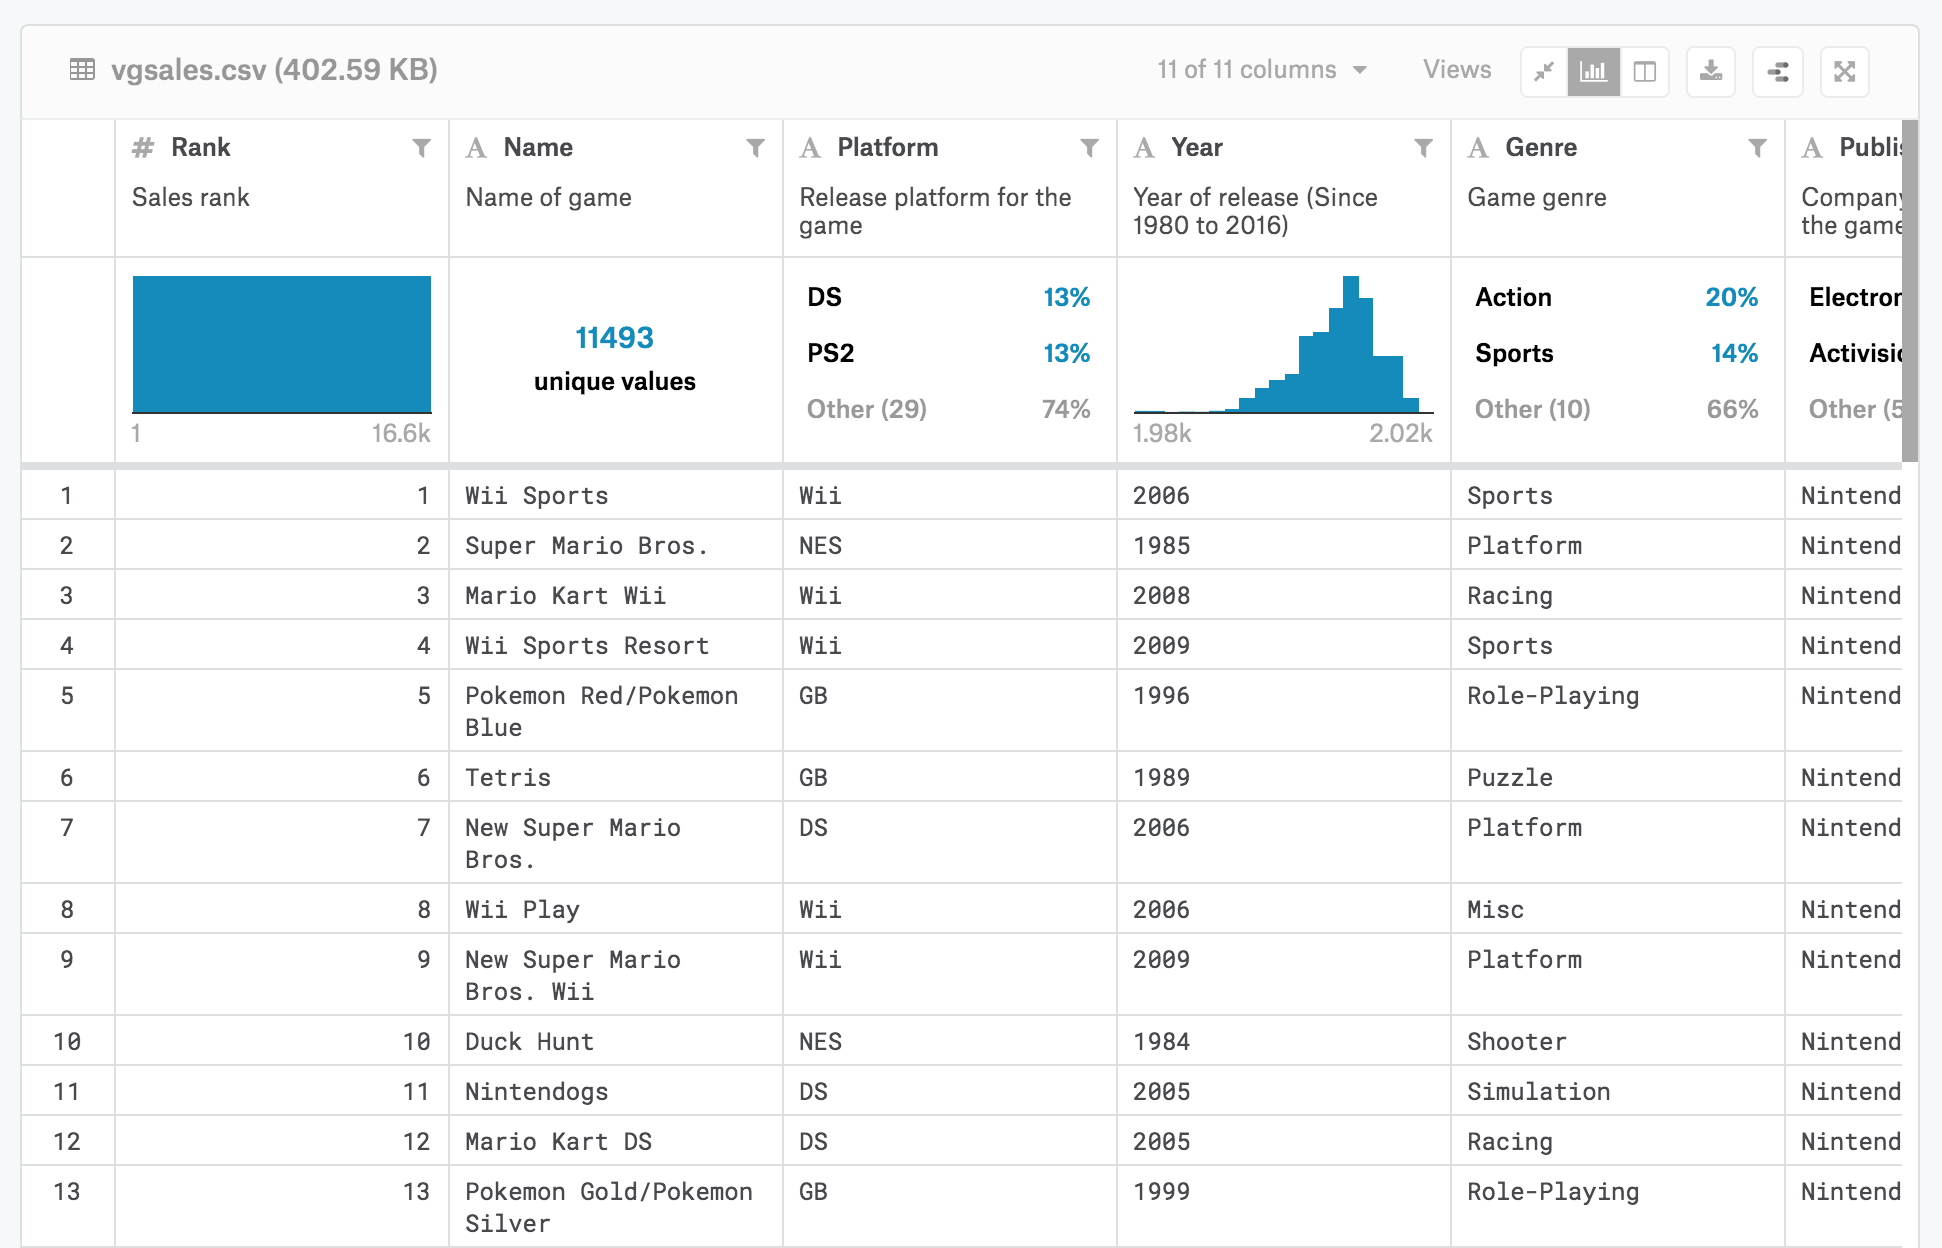 vgsales.csv (402.59 KB)
11 of 11 columns
Views
# Rank
A Name
A Platform
A Year
A Genre
A Publis
Sales rank
Name of game
Release platform for the
game
Year of release (Since
1980 to 2016)
Game genre
Company
the game
1 16.6k
11493
unique values
DS 13%
PS2 13%
Other (29) 74%
1.98k 2.02k
Action 20%
Sports 14%
Other (10) 66%
Electron
Activisio
Other (5
1 1 Wii Sports Wii 2006 Sports Nintend
2 2 Super Mario Bros. NES 1985 Platform Nintend
3 3 Mario Kart Wii Wii 2008 Racing Nintend
4 4 Wii Sports Resort Wii 2009 Sports Nintend
5 5 Pokemon Red/Pokemon GB 1996 Role-Playing Nintend
Blue
6 6 Tetris GB 1989 Puzzle Nintend
7 7 New Super Mario DS 2006 Platform Nintend
Bros.
8 8 Wii Play Wii 2006 Misc Nintend
9 9 New Super Mario Wii 2009 Platform Nintend
Bros. Wii
10 10 Duck Hunt NES 1984 Shooter Nintend
11 11 Nintendogs DS 2005 Simulation Nintend
12 12 Mario Kart DS DS 2005 Racing Nintend
13 13 Pokemon Gold/Pokemon GB 1999 Role-Playing Nintend
Silver